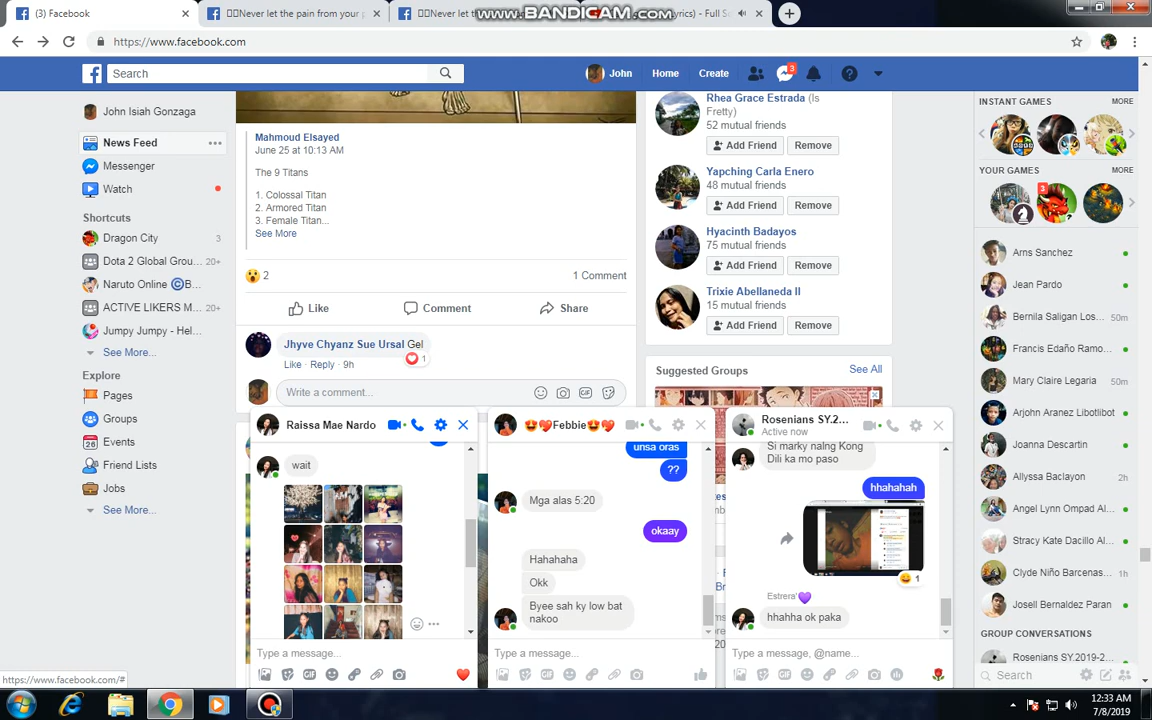 (3) Facebook
Never let the pain from your p
Never let
yrics) - Full S
www.BANDICAM.com
https://www.facebook.com
Search
John
Home
Create
3
John Isiah Gonzaga
News Feed
Messenger
Watch
Shortcuts
Dragon City
3
Dota 2 Global Grou...
20+
Naruto Online ©B...
ACTIVE LIKERS M...
20+
Jumpy Jumpy - Hel...
See More...
Explore
Pages
Groups
Events
Friend Lists
Jobs
See More...
https://www.facebook.com/#
Mahmoud Elsayed
June 25 at 10:13 AM
The 9 Titans
1. Colossal Titan
2. Armored Titan
3. Female Titan...
See More
2
1 Comment
Like
Comment
Share
Jhyve Chyanz Sue Ursal Gel
1
Like · Reply · 9h
Write a comment...
Rhea Grace Estrada (Is
Fretty)
52 mutual friends
Add Friend
Remove
Yapching Carla Enero
48 mutual friends
Add Friend
Remove
Hyacinth Badayos
75 mutual friends
Add Friend
Remove
Trixie Abellaneda II
15 mutual friends
Add Friend
Remove
Suggested Groups
See All
Raissa Mae Nardo
wait
Type a message...
Febbie
unsa oras
??
Mga alas 5:20
okaay
Hahahaha
Okk
Byee sah ky low bat
nakoo
Type a message...
Rosenians SY.2...
Active now
Si marky nalng Kong
Dili ka mo paso
hhahahah
1
Estrera'
hhahha ok paka
Type a message, @name...
INSTANT GAMES
MORE
YOUR GAMES
MORE
3
Arns Sanchez
Jean Pardo
Bernila Saligan Los...
50m
Francis Edaño Ramo...
Mary Claire Legaria
50m
Arjohn Aranez Libotlibot
Joanna Descartin
Allyssa Baclayon
2h
Angel Lynn Ompad Al...
Stracy Kate Dacillo Al...
Clyde Niño Barcenas...
1h
Josell Bernaldez Paran
GROUP CONVERSATIONS
Rosenians SY.2019-2...
Search
12:33 AM
7/8/2019